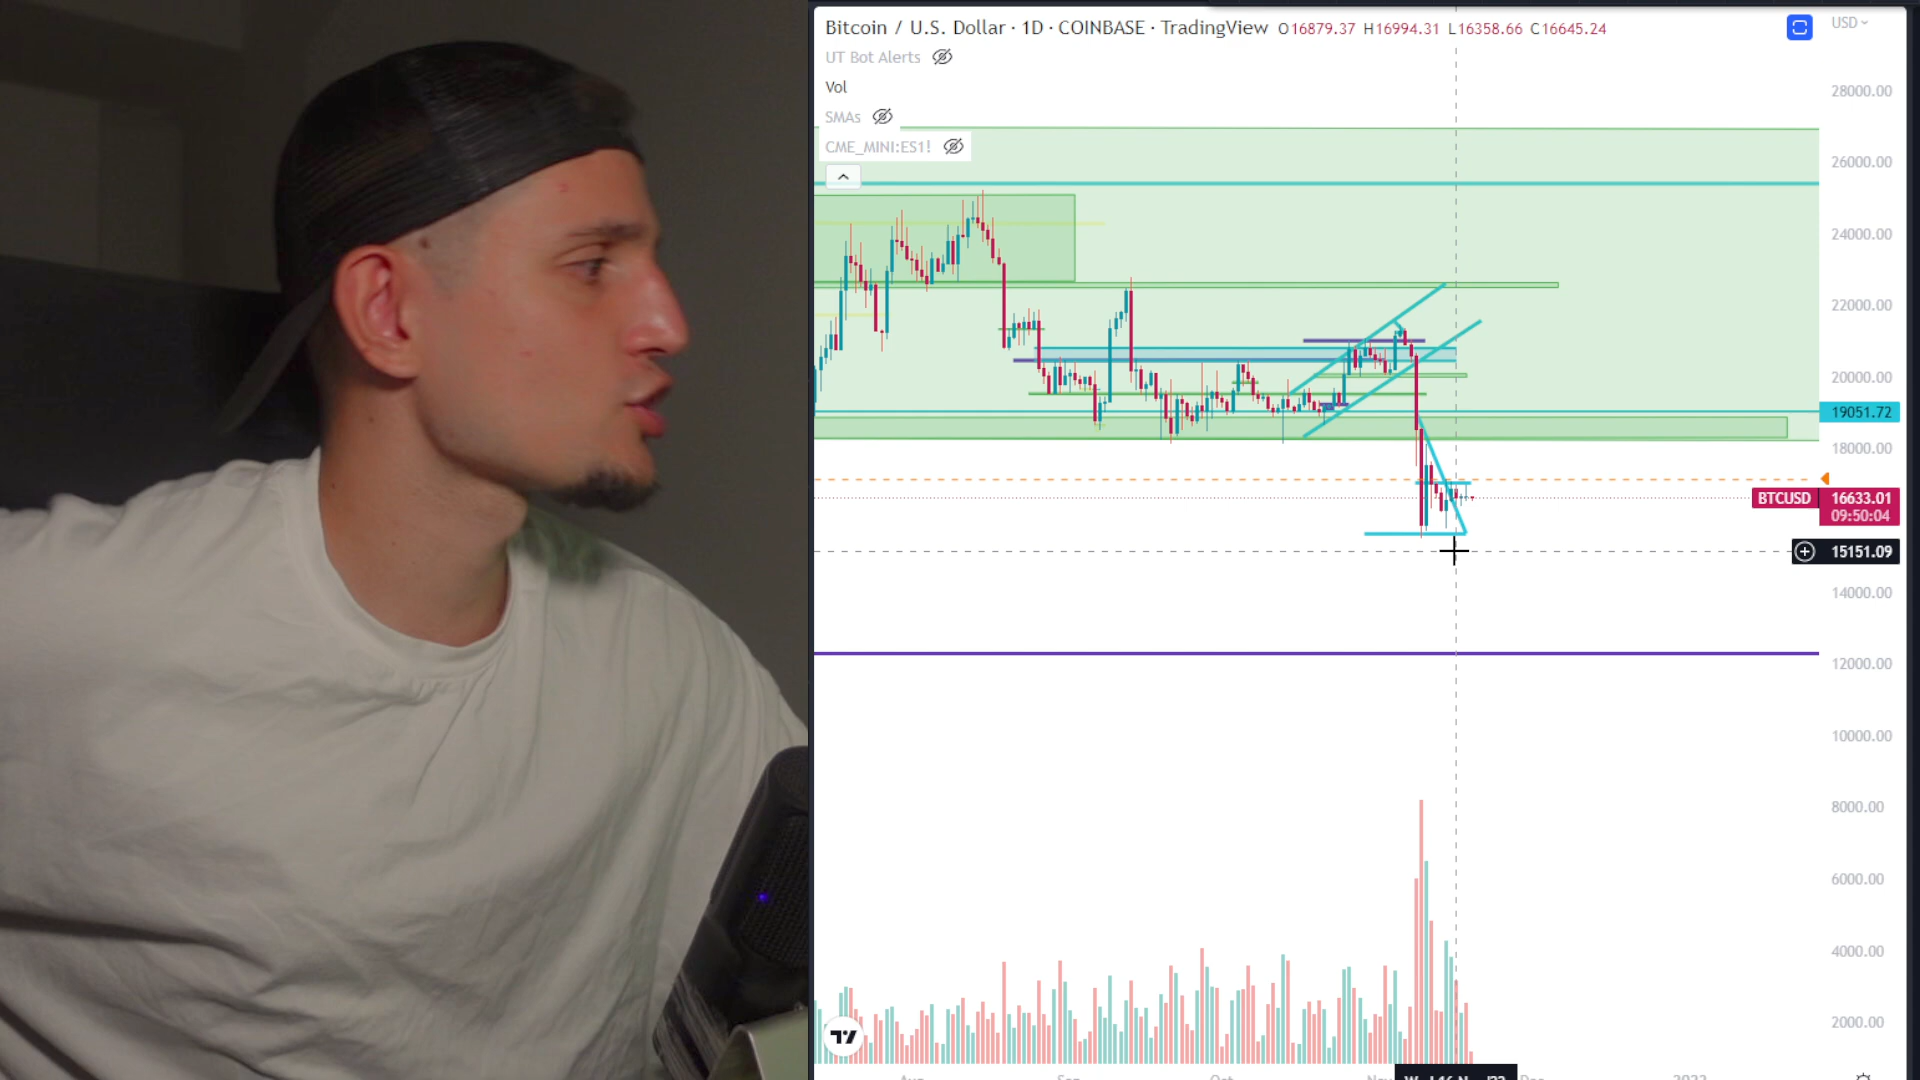 Bitcoin / U.S. Dollar · 1D · COINBASE · TradingView O16879.37 H16994.31 L16358.66 C16645.24
USD
UT Bot Alerts
Vol
SMAs
CME_MINI:ES1!
28000.00
26000.00
24000.00
22000.00
20000.00
19051.72
18000.00
BTCUSD 16633.01
09:50:04
15151.09
14000.00
12000.00
10000.00
8000.00
6000.00
4000.00
2000.00